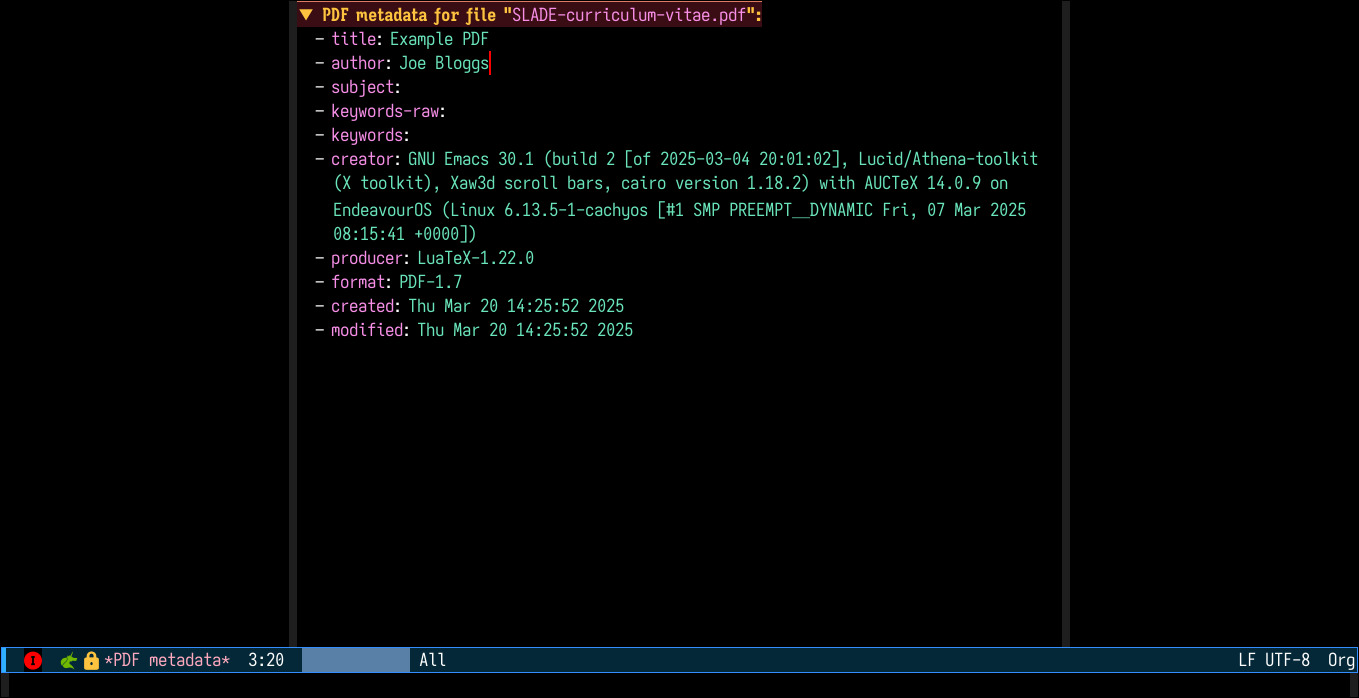 ▼ PDF metadata for file "SLADE-curriculum-vitae.pdf":
– title: Example PDF
– author: Joe Bloggs
– subject:
– keywords-raw:
– keywords:
– creator: GNU Emacs 30.1 (build 2 [of 2025-03-04 20:01:02], Lucid/Athena-toolkit
(X toolkit), Xaw3d scroll bars, cairo version 1.18.2) with AUCTeX 14.0.9 on
EndeavourOS (Linux 6.13.5-1-cachyos [#1 SMP PREEMPT__DYNAMIC Fri, 07 Mar 2025
08:15:41 +0000])
– producer: LuaTeX-1.22.0
– format: PDF-1.7
– created: Thu Mar 20 14:25:52 2025
– modified: Thu Mar 20 14:25:52 2025
I *PDF metadata* 3:20 All LF UTF-8 Org